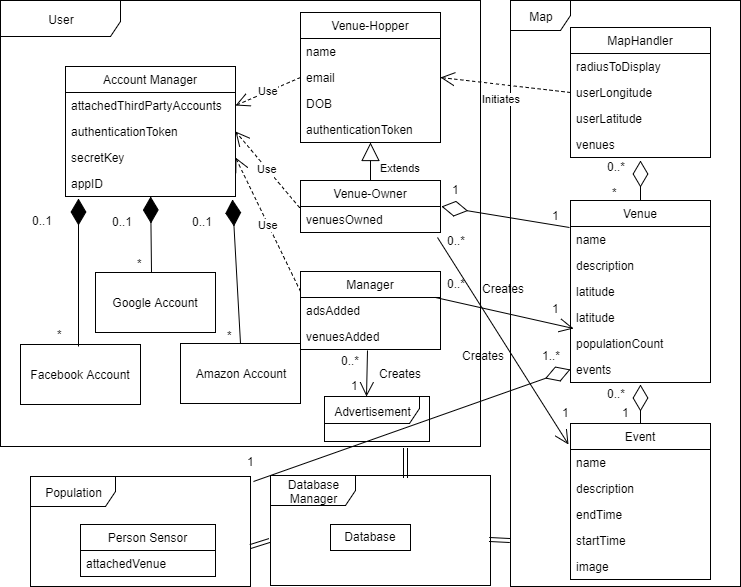 User
Venue-Hopper
name
email
DOB
authenticationToken
Account Manager
attachedThirdPartyAccounts
authenticationToken
secretKey
appID
Use
Use
Use
Extends
Initiates
Venue-Owner
venuesOwned
Manager
adsAdded
venuesAdded
0..1
0..1
0..1
*
*
*
Google Account
Facebook Account
Amazon Account
0..*
1
Creates
Advertisement
Map
MapHandler
radiusToDisplay
userLongitude
userLatitude
venues
0..*
*
1
1
Venue
name
description
latitude
latitude
populationCount
events
0..*
0..*
Creates
1
Creates
1..*
0..*
1
1
1
Event
name
description
endTime
startTime
image
Population
Person Sensor
attachedVenue
Database
Manager
Database